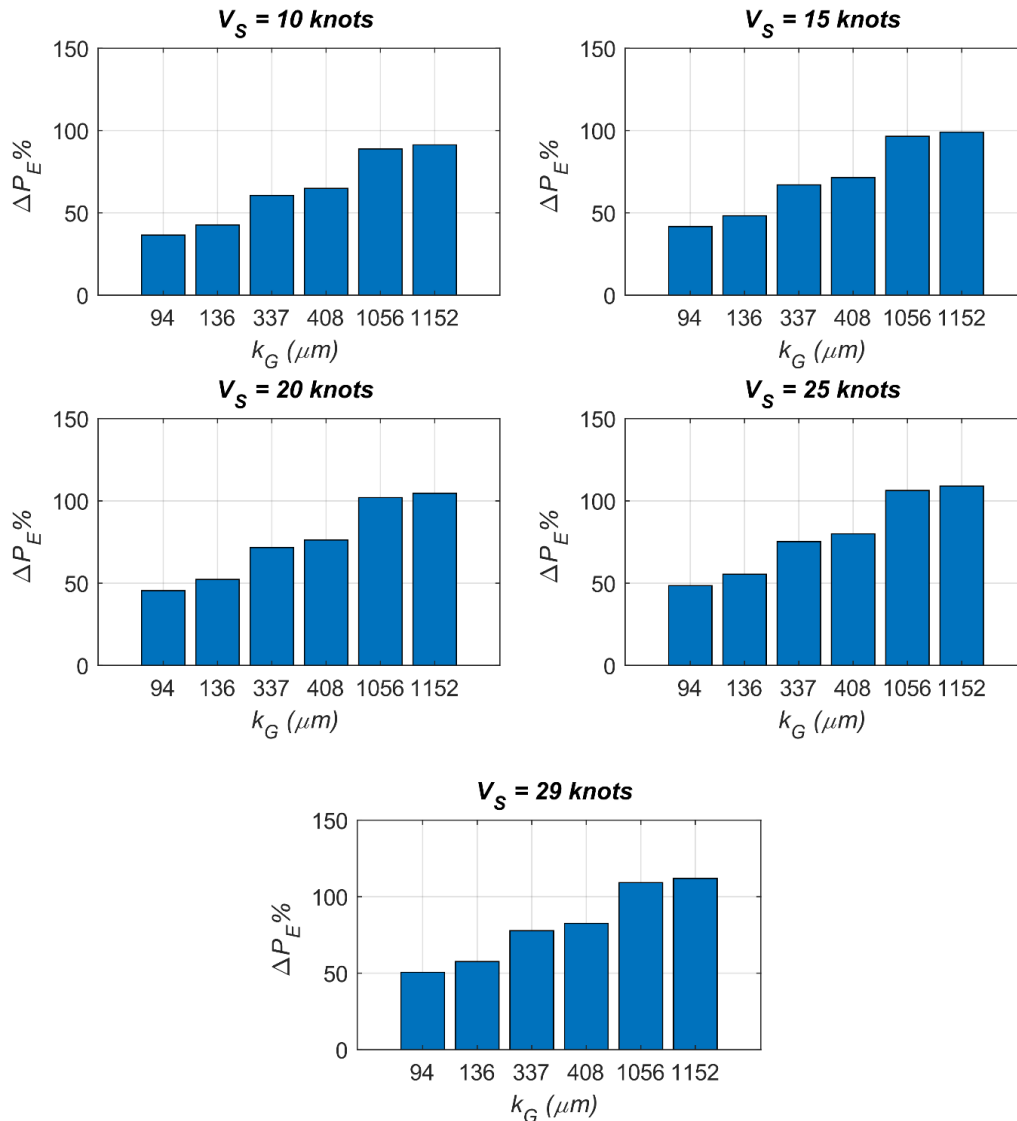 V_S = 10 knots
150
100
50
0
ΔP_E%
94 136 337 408 1056 1152
k_G (μm)
V_S = 15 knots
150
100
50
0
ΔP_E%
94 136 337 408 1056 1152
k_G (μm)
V_S = 20 knots
150
100
50
0
ΔP_E%
94 136 337 408 1056 1152
k_G (μm)
V_S = 25 knots
150
100
50
0
ΔP_E%
94 136 337 408 1056 1152
k_G (μm)
V_S = 29 knots
150
100
50
0
ΔP_E%
94 136 337 408 1056 1152
k_G (μm)